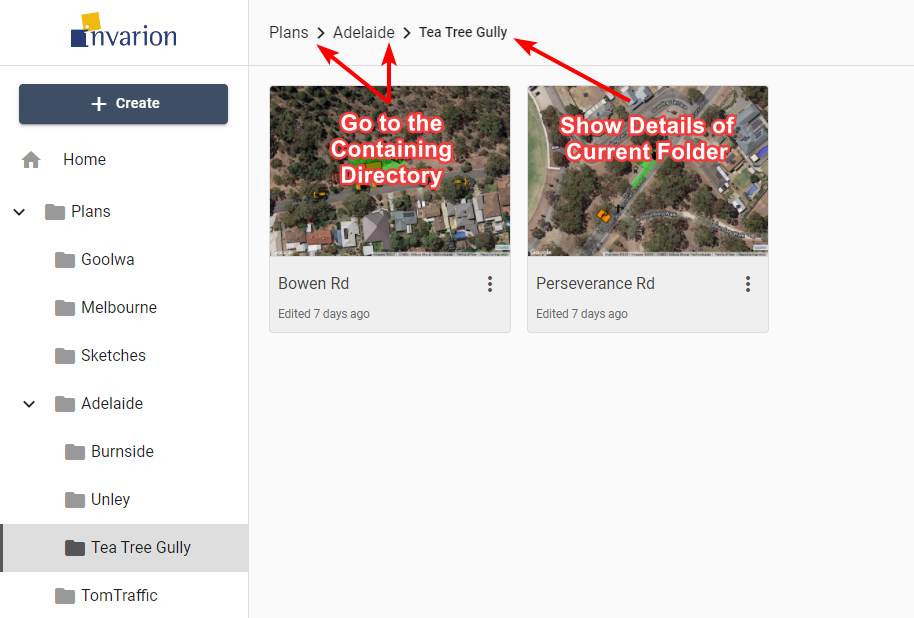 invarion
Plans > Adelaide > Tea Tree Gully
+ Create
Home
Plans
Goolwa
Melbourne
Sketches
Adelaide
Burnside
Unley
Tea Tree Gully
TomTraffic
Go to the
Containing
Directory
Bowen Rd
Edited 7 days ago
Show Details of
Current Folder
Google
Perseverance Rd
Edited 7 days ago